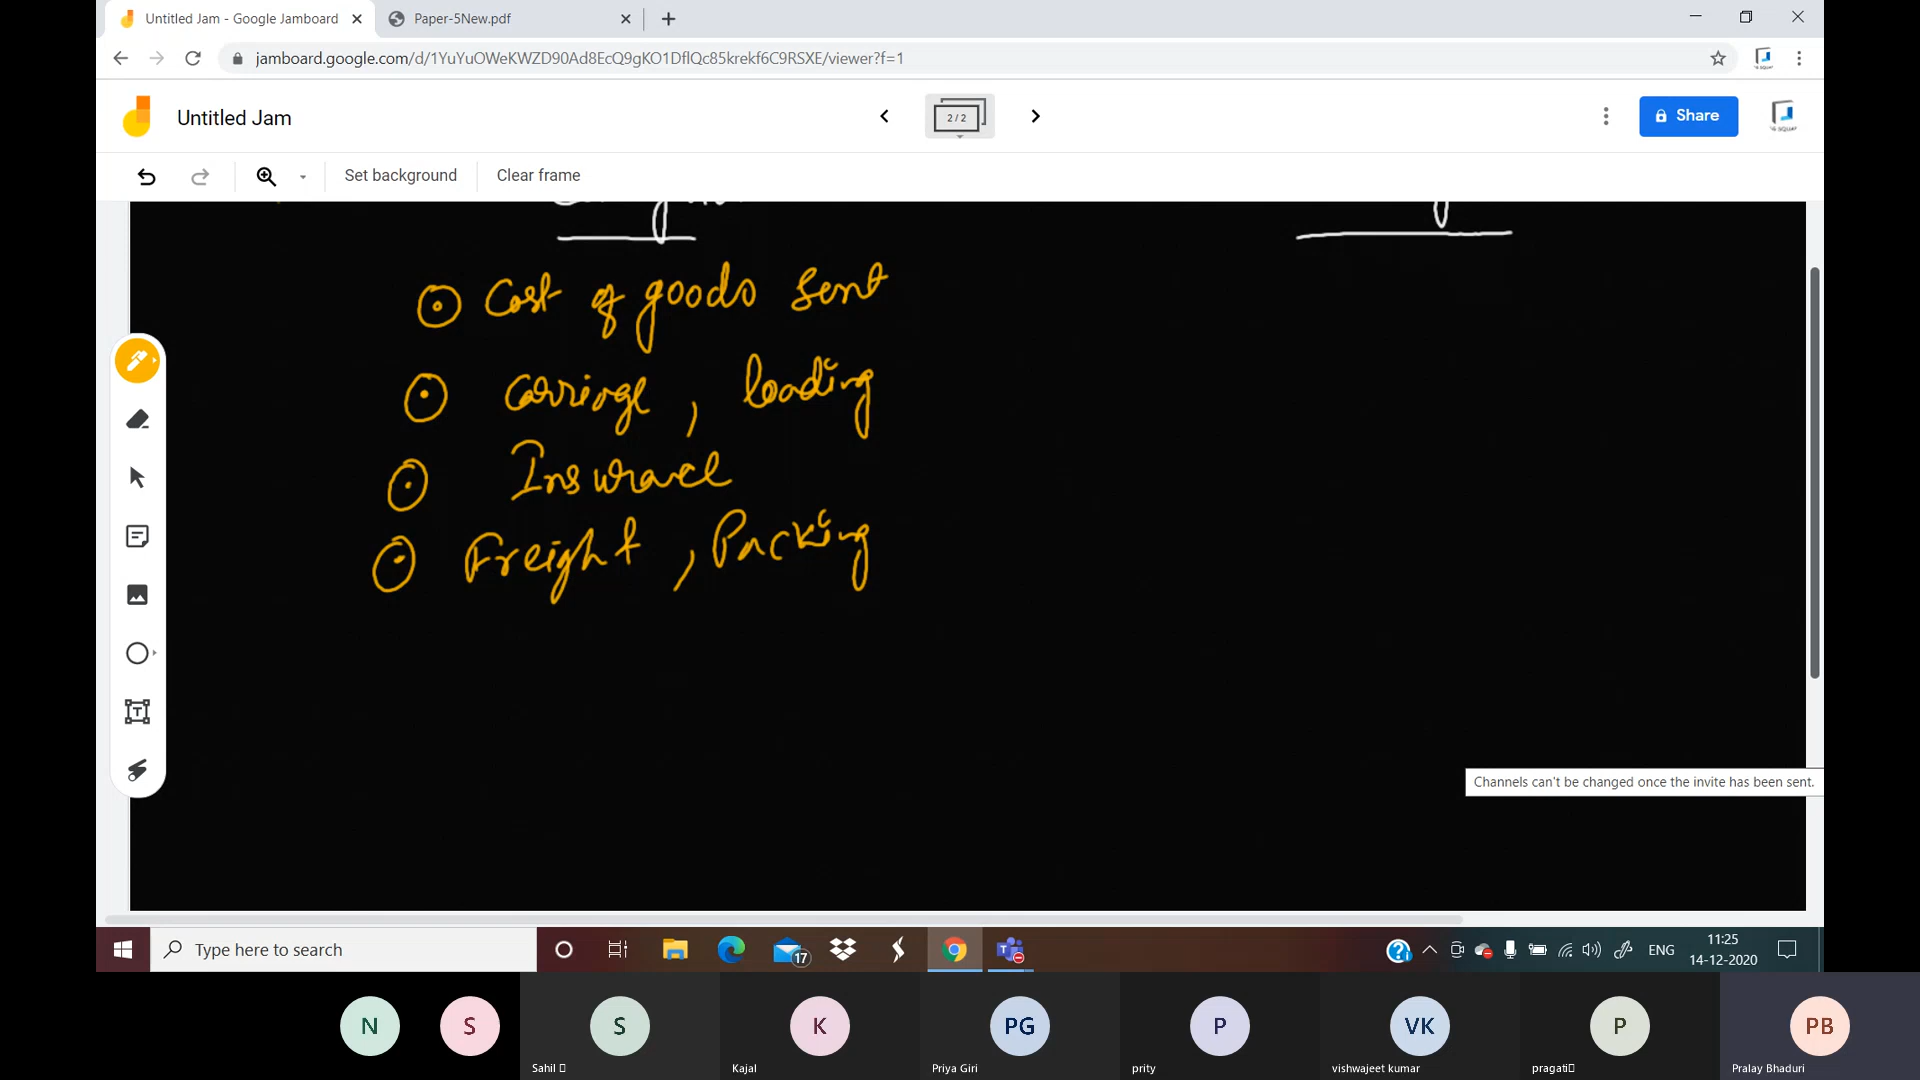 Untitled Jam - Google Jamboard
Paper-5New.pdf
jamboard.google.com/d/1YuYuOWeKWZD90Ad8EcQ9gKO1DflQc85krekf6C9RSXE/viewer?f=1
Untitled Jam
2 / 2
Share
Set background
Clear frame
Cost of goods sent
Carriage, loading
Insurance
Freight, Packing
Channels can't be changed once the invite has been sent.
Type here to search
17
ENG
11:25
14-12-2020
N
S
S
K
PG
P
VK
P
PB
Sahil
Kajal
Priya Giri
prity
vishwajeet kumar
pragati
Pralay Bhaduri